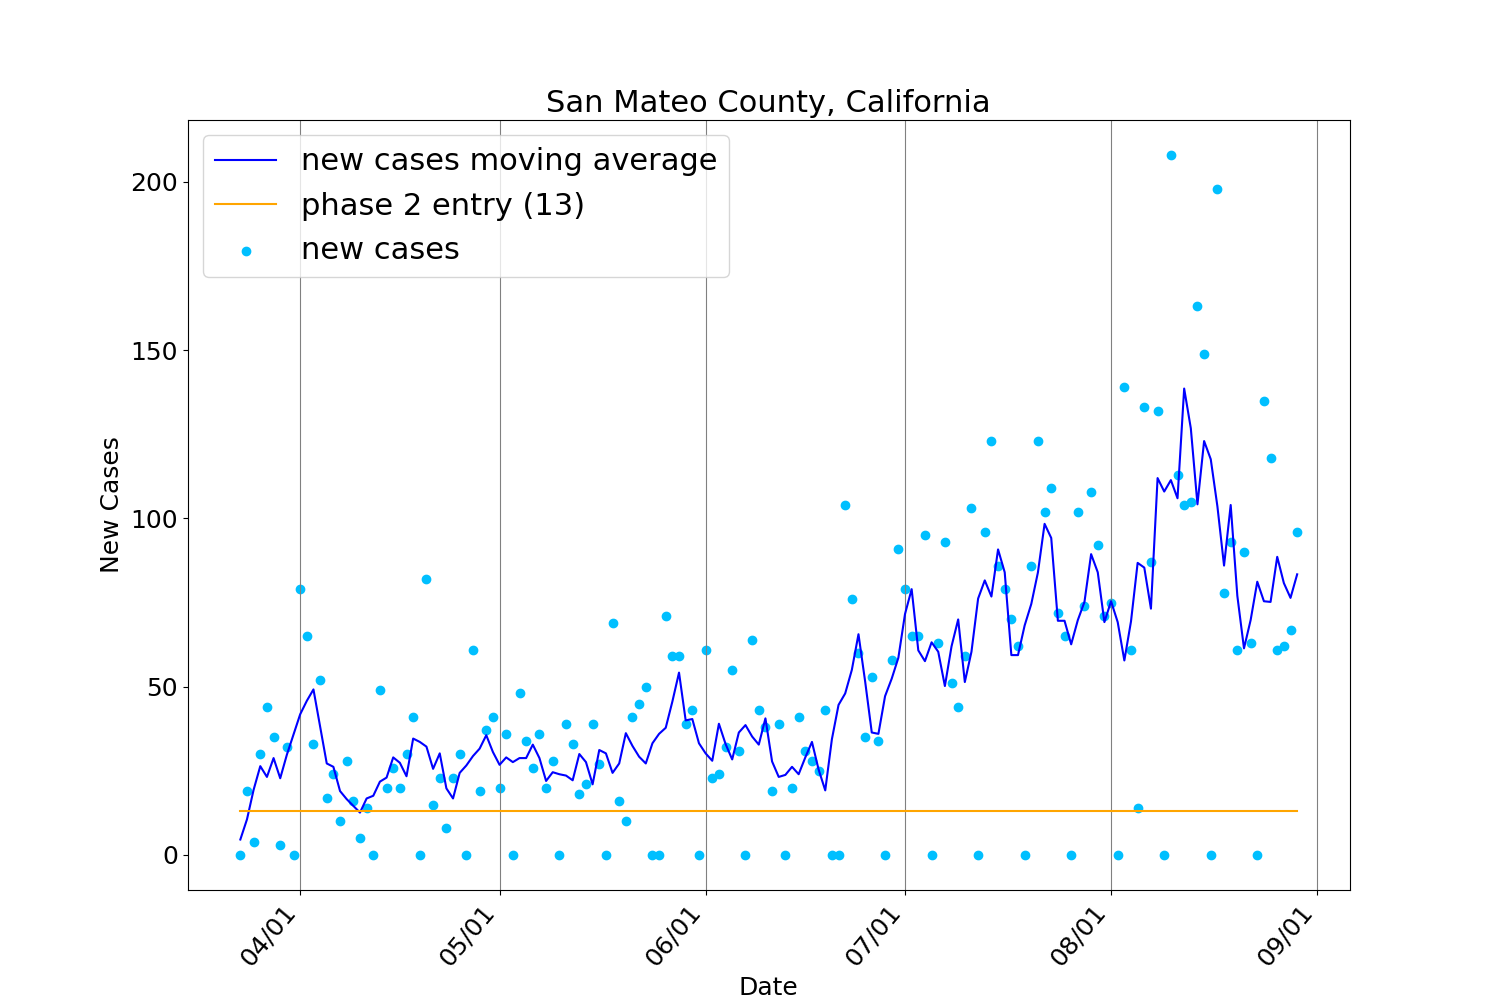 San Mateo County, California
new cases moving average
phase 2 entry (13)
new cases
200
150
100
50
0
New Cases
04/01
05/01
06/01
07/01
08/01
09/01
Date